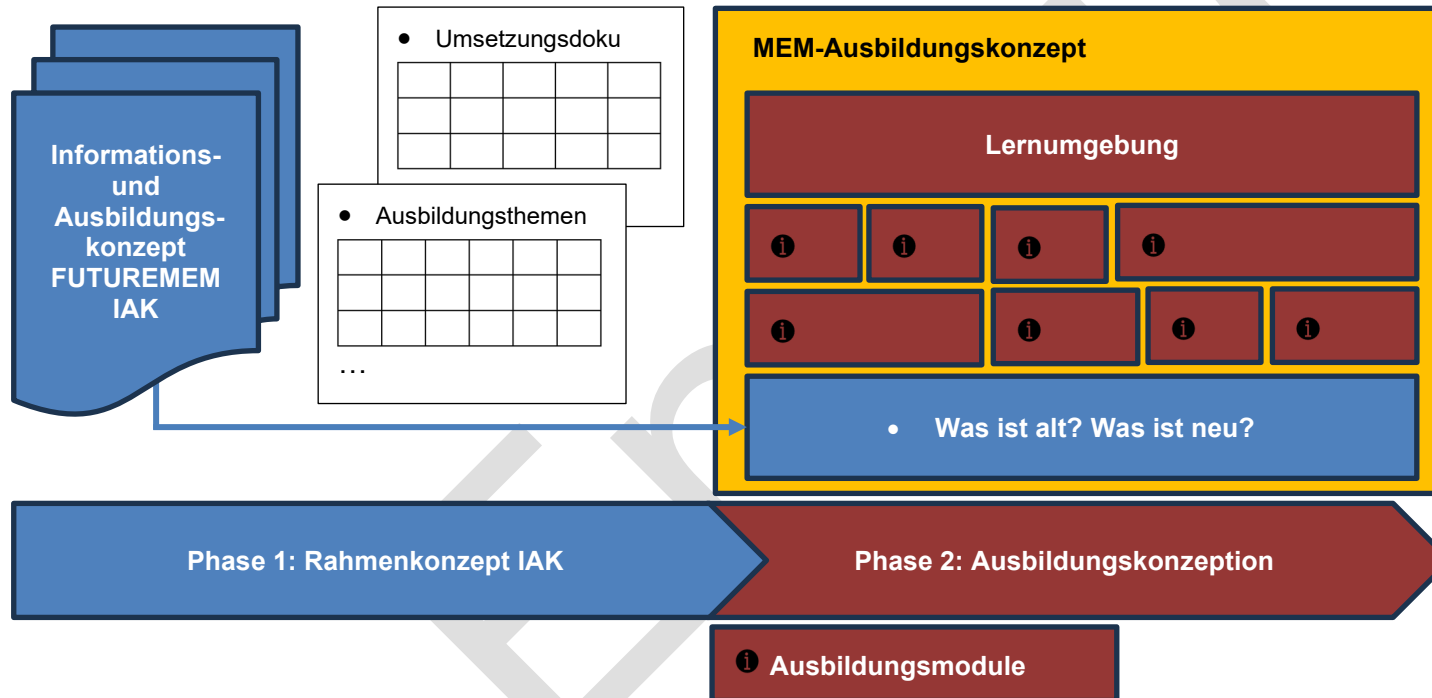 Informations-
und
Ausbildungs-
konzept
FUTUREMEM
IAK
• Umsetzungsdoku
• Ausbildungsthemen
...
MEM-Ausbildungskonzept
Lernumgebung
i
i
i
i
i
i
i
i
• Was ist alt? Was ist neu?
Phase 1: Rahmenkonzept IAK
Phase 2: Ausbildungskonzeption
i Ausbildungsmodule